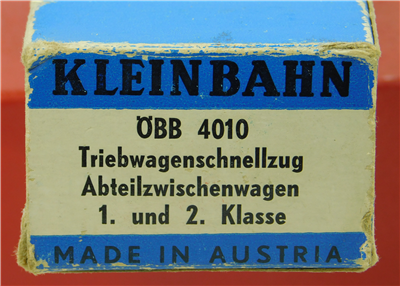 KLEINBAHN
ÖBB 4010
Triebwagenschnellzug
Abteilzwischenwagen
1. und 2. Klasse
MADE IN AUSTRIA